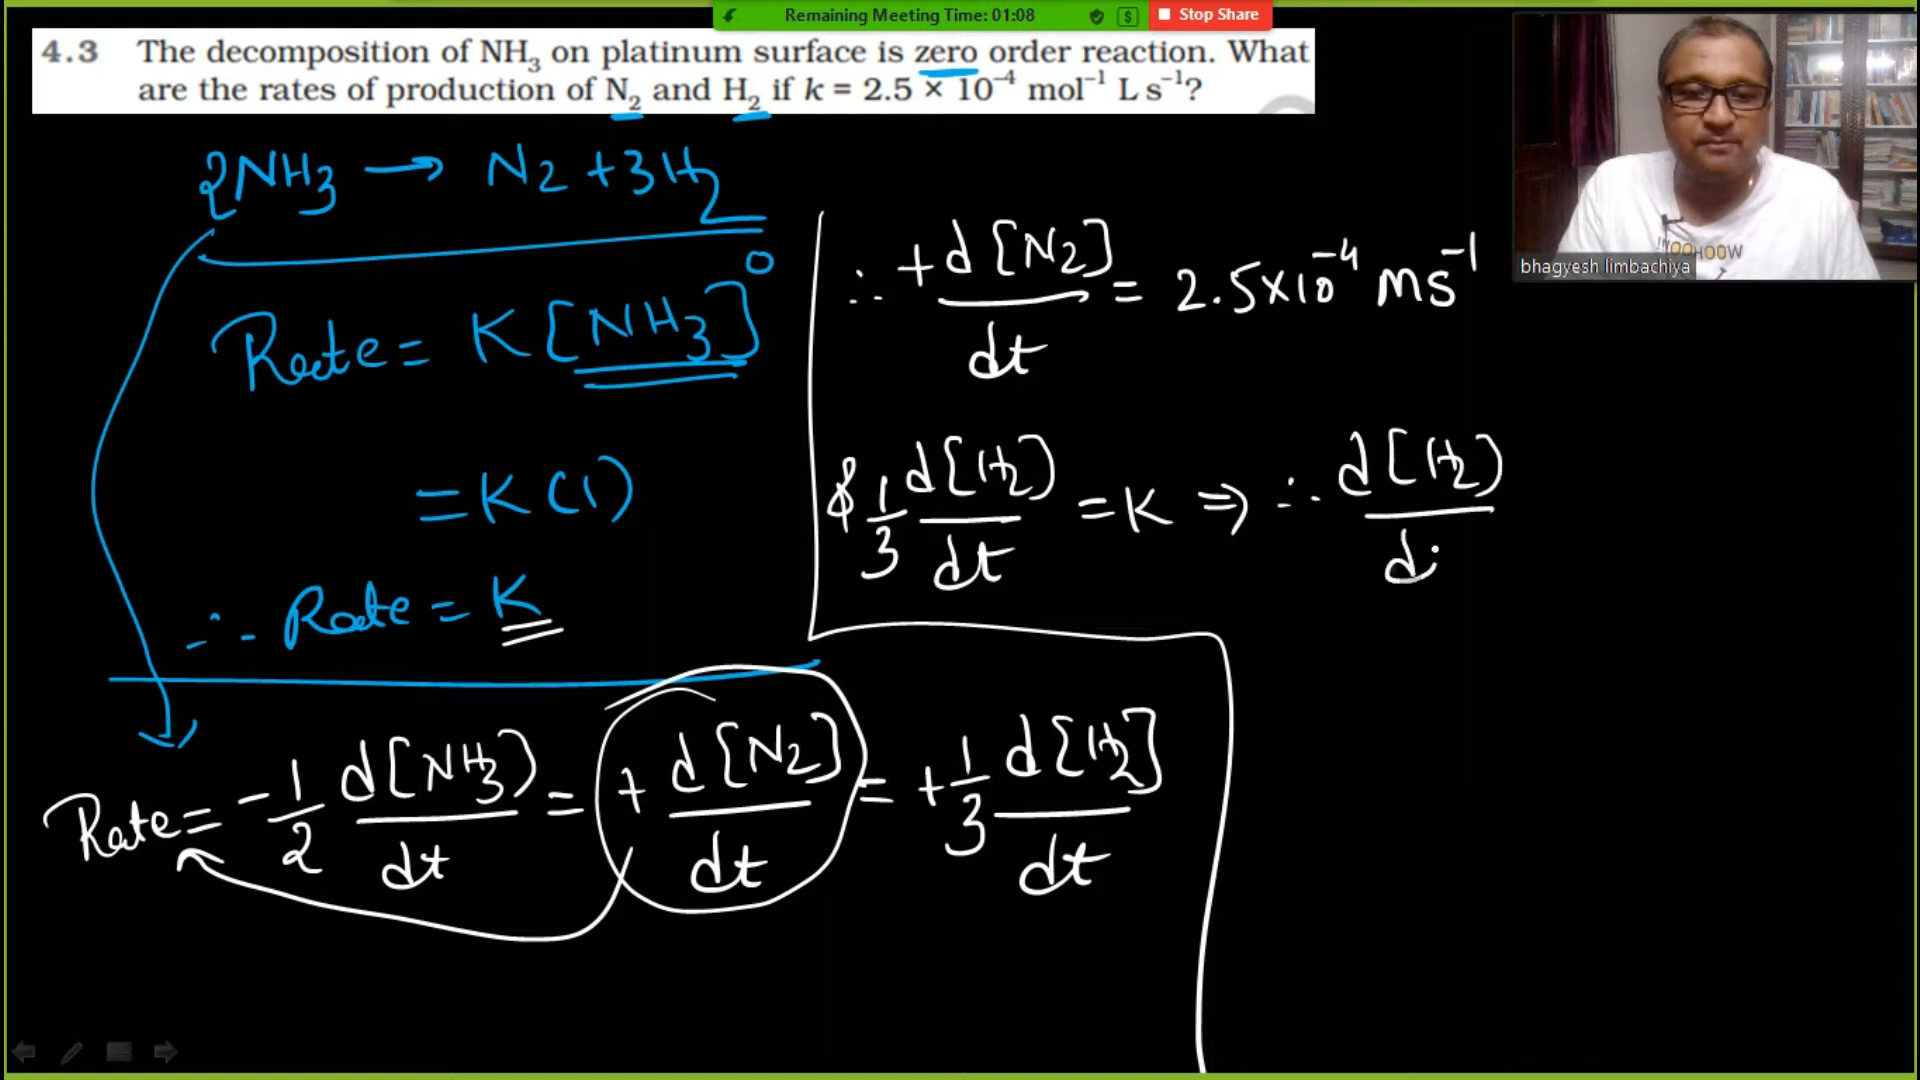 Remaining Meeting Time: 01:08
$
Stop Share
4.3 The decomposition of NH₃ on platinum surface is zero order reaction. What
are the rates of production of N₂ and H₂ if k = 2.5 × 10⁻⁴ mol⁻¹ L s⁻¹?
bhagyesh limbachiya
WOOHOOW
2NH3 → N2 + 3H2
Rate = K [NH3]⁰
= K (1)
∴ Rate = K
Rate = -1/2 d[NH3)/dt = + d[N2]/dt = + 1/3 d[H2]/dt
∴ + d[N2]/dt = 2.5×10⁻⁴ MS⁻¹
& 1/3 d[H2)/dt = K ⇒ ∴ d[H2)/d